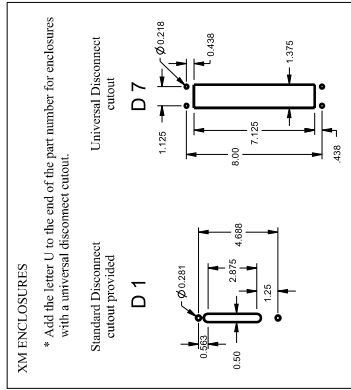 XM ENCLOSURES
* Add the letter U to the end of the part number for enclosures
with a universal disconnect cutout.
Standard Disconnect
cutout provided
D 1
Ø0.281
0.563
2.875
4.688
0.50
1.25
Universal Disconnect
cutout
D 7
Ø0.218
0.438
1.125
1.375
7.125
8.00
.438